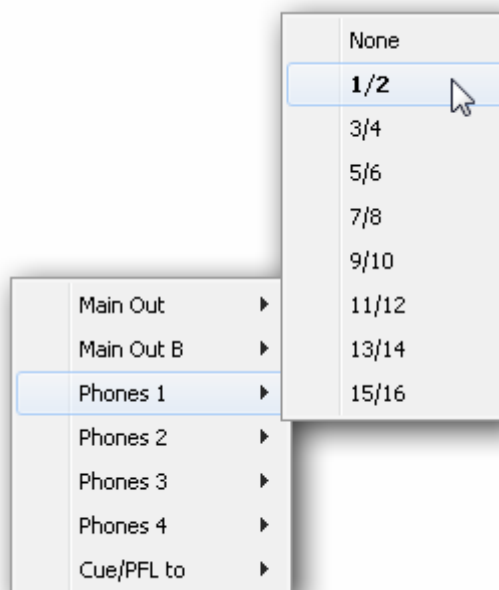 None
1/2
3/4
5/6
7/8
9/10
11/12
13/14
15/16
Main Out
Main Out B
Phones 1
Phones 2
Phones 3
Phones 4
Cue/PFL to